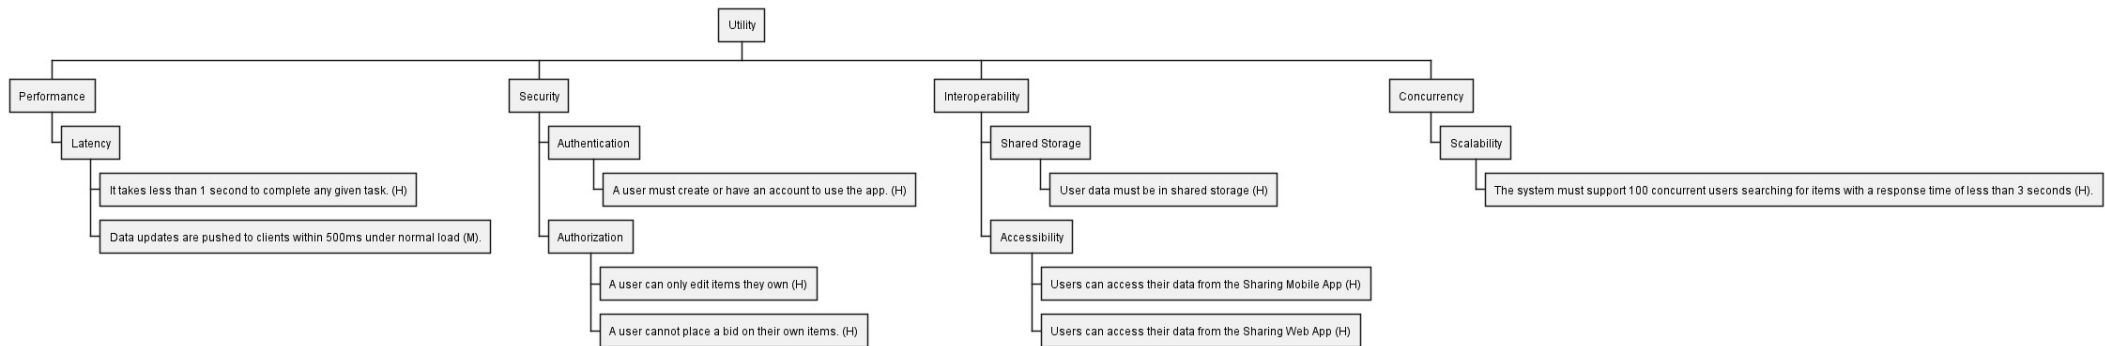 Utility
Performance
Security
Interoperability
Concurrency
Latency
Authentication
Shared Storage
Scalability
It takes less than 1 second to complete any given task. (H)
A user must create or have an account to use the app. (H)
User data must be in shared storage (H)
The system must support 100 concurrent users searching for items with a response time of less than 3 seconds (H).
Data updates are pushed to clients within 500ms under normal load (M).
Authorization
Accessibility
A user can only edit items they own (H)
Users can access their data from the Sharing Mobile App (H)
A user cannot place a bid on their own items. (H)
Users can access their data from the Sharing Web App (H)